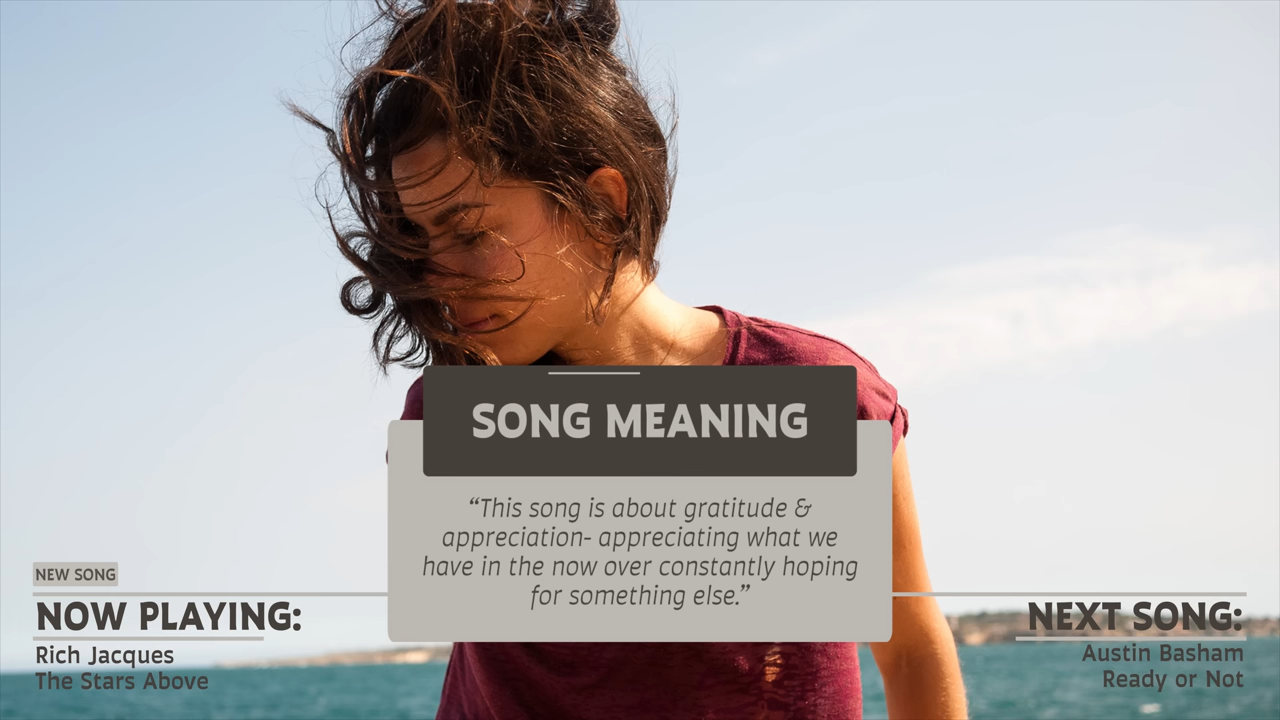 SONG MEANING
“This song is about gratitude &
appreciation- appreciating what we
have in the now over constantly hoping
for something else.”
NEW SONG
NOW PLAYING:
Rich Jacques
The Stars Above
NEXT SONG:
Austin Basham
Ready or Not